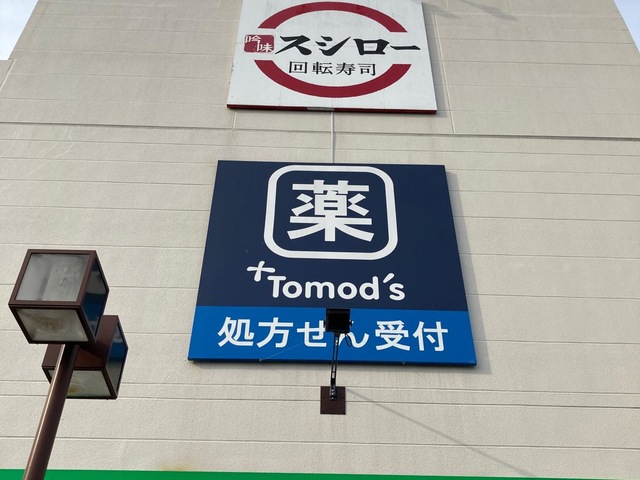 吟味スシロー
回転寿司
薬
+Tomod's
処方せん受付